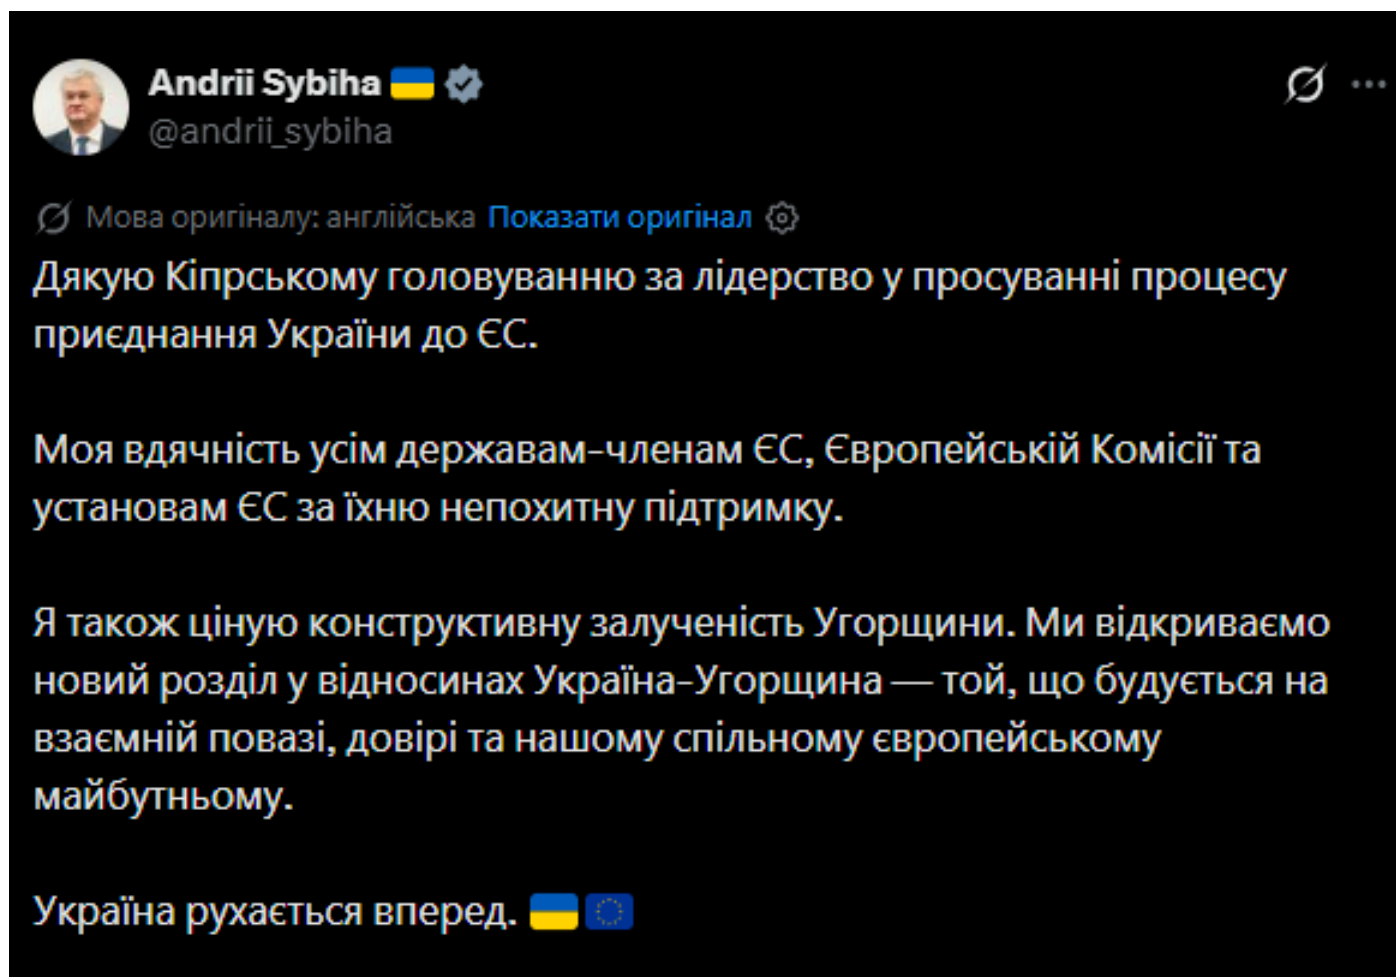 Andrii Sybiha 🇺🇦
@andrii_sybiha
Мова оригіналу: англійська Показати оригінал
Дякую Кіпрському головуванню за лідерство у просуванні процесу
приєднання України до ЄС.
Моя вдячність усім державам-членам ЄС, Європейській Комісії та
установам ЄС за їхню непохитну підтримку.
Я також ціную конструктивну залученість Угорщини. Ми відкриваємо
новий розділ у відносинах Україна-Угорщина — той, що будується на
взаємній повазі, довірі та нашому спільному європейському
майбутньому.
Україна рухається вперед. 🇺🇦🇪🇺